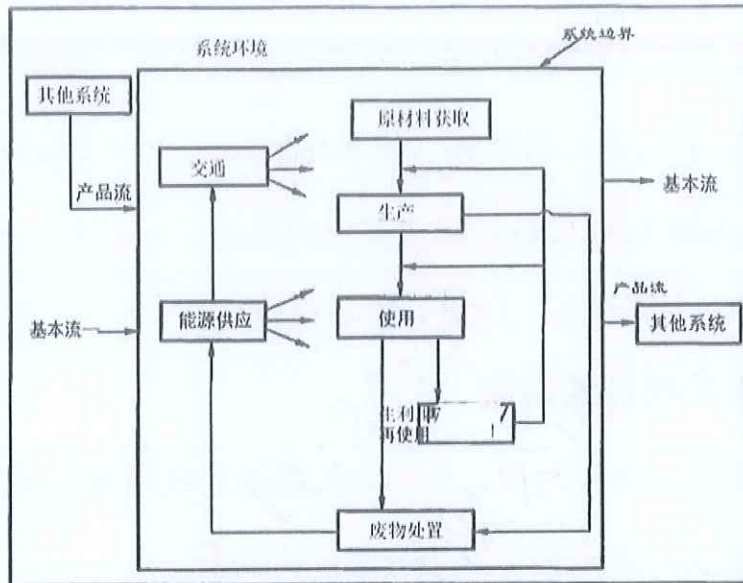 系统环境
系统边界
其他系统
原材料获取
交通
产品流
基本流
生产
产品流
基本流
能源供应
使用
其他系统
再使用
废物处置